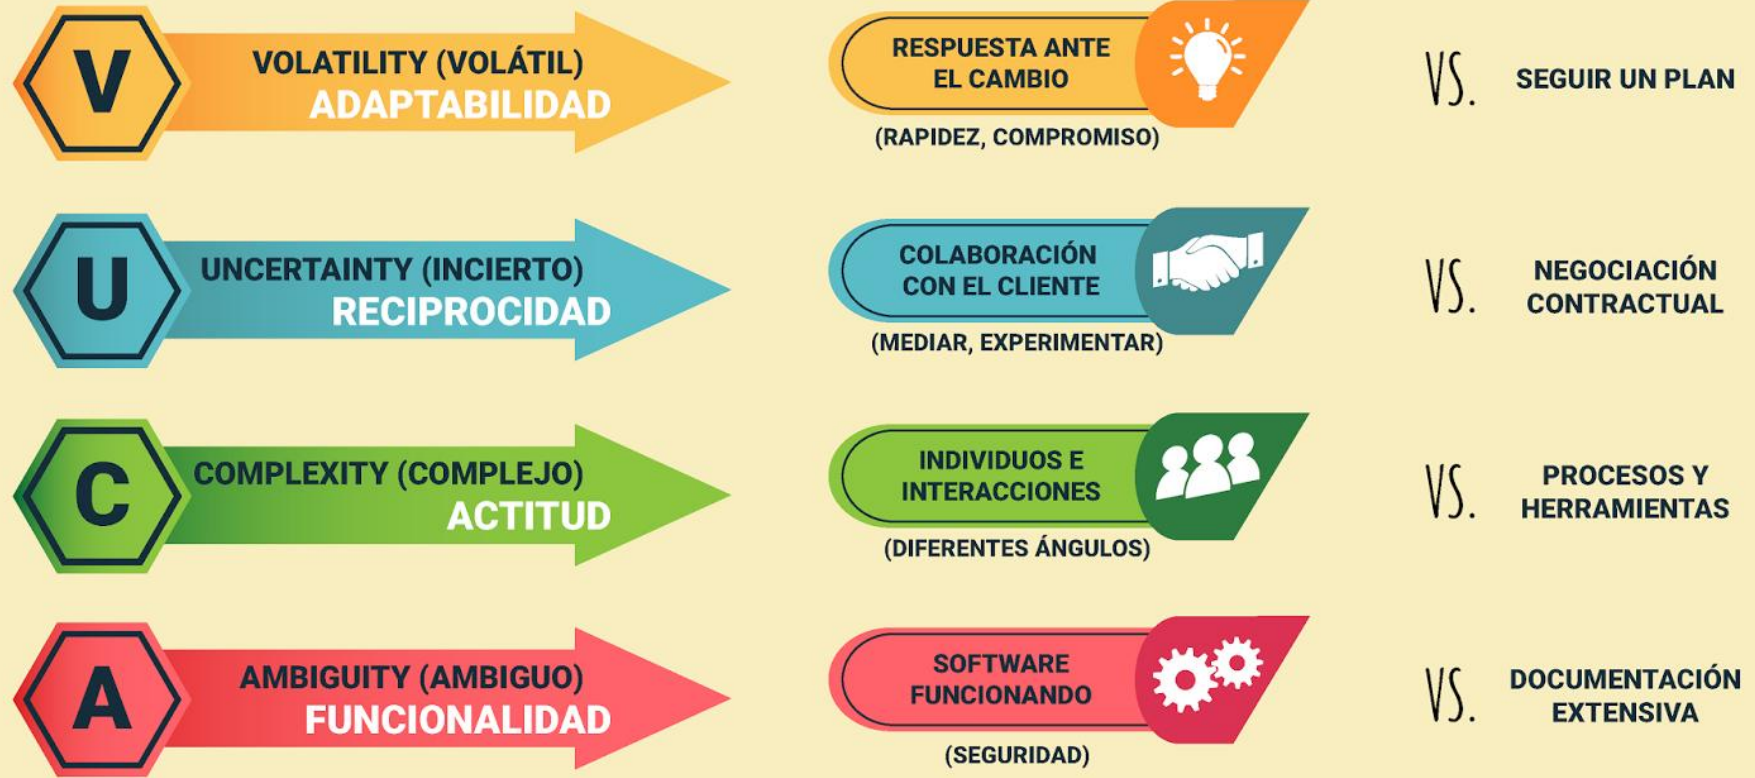 V
VOLATILITY (VOLÁTIL)
ADAPTABILIDAD
RESPUESTA ANTE
EL CAMBIO
(RAPIDEZ, COMPROMISO)
VS.
SEGUIR UN PLAN
U
UNCERTAINTY (INCIERTO)
RECIPROCIDAD
COLABORACIÓN
CON EL CLIENTE
(MEDIAR, EXPERIMENTAR)
VS.
NEGOCIACIÓN
CONTRACTUAL
C
COMPLEXITY (COMPLEJO)
ACTITUD
INDIVIDUOS E
INTERACCIONES
(DIFERENTES ÁNGULOS)
VS.
PROCESOS Y
HERRAMIENTAS
A
AMBIGUITY (AMBIGUO)
FUNCIONALIDAD
SOFTWARE
FUNCIONANDO
(SEGURIDAD)
VS.
DOCUMENTACIÓN
EXTENSIVA